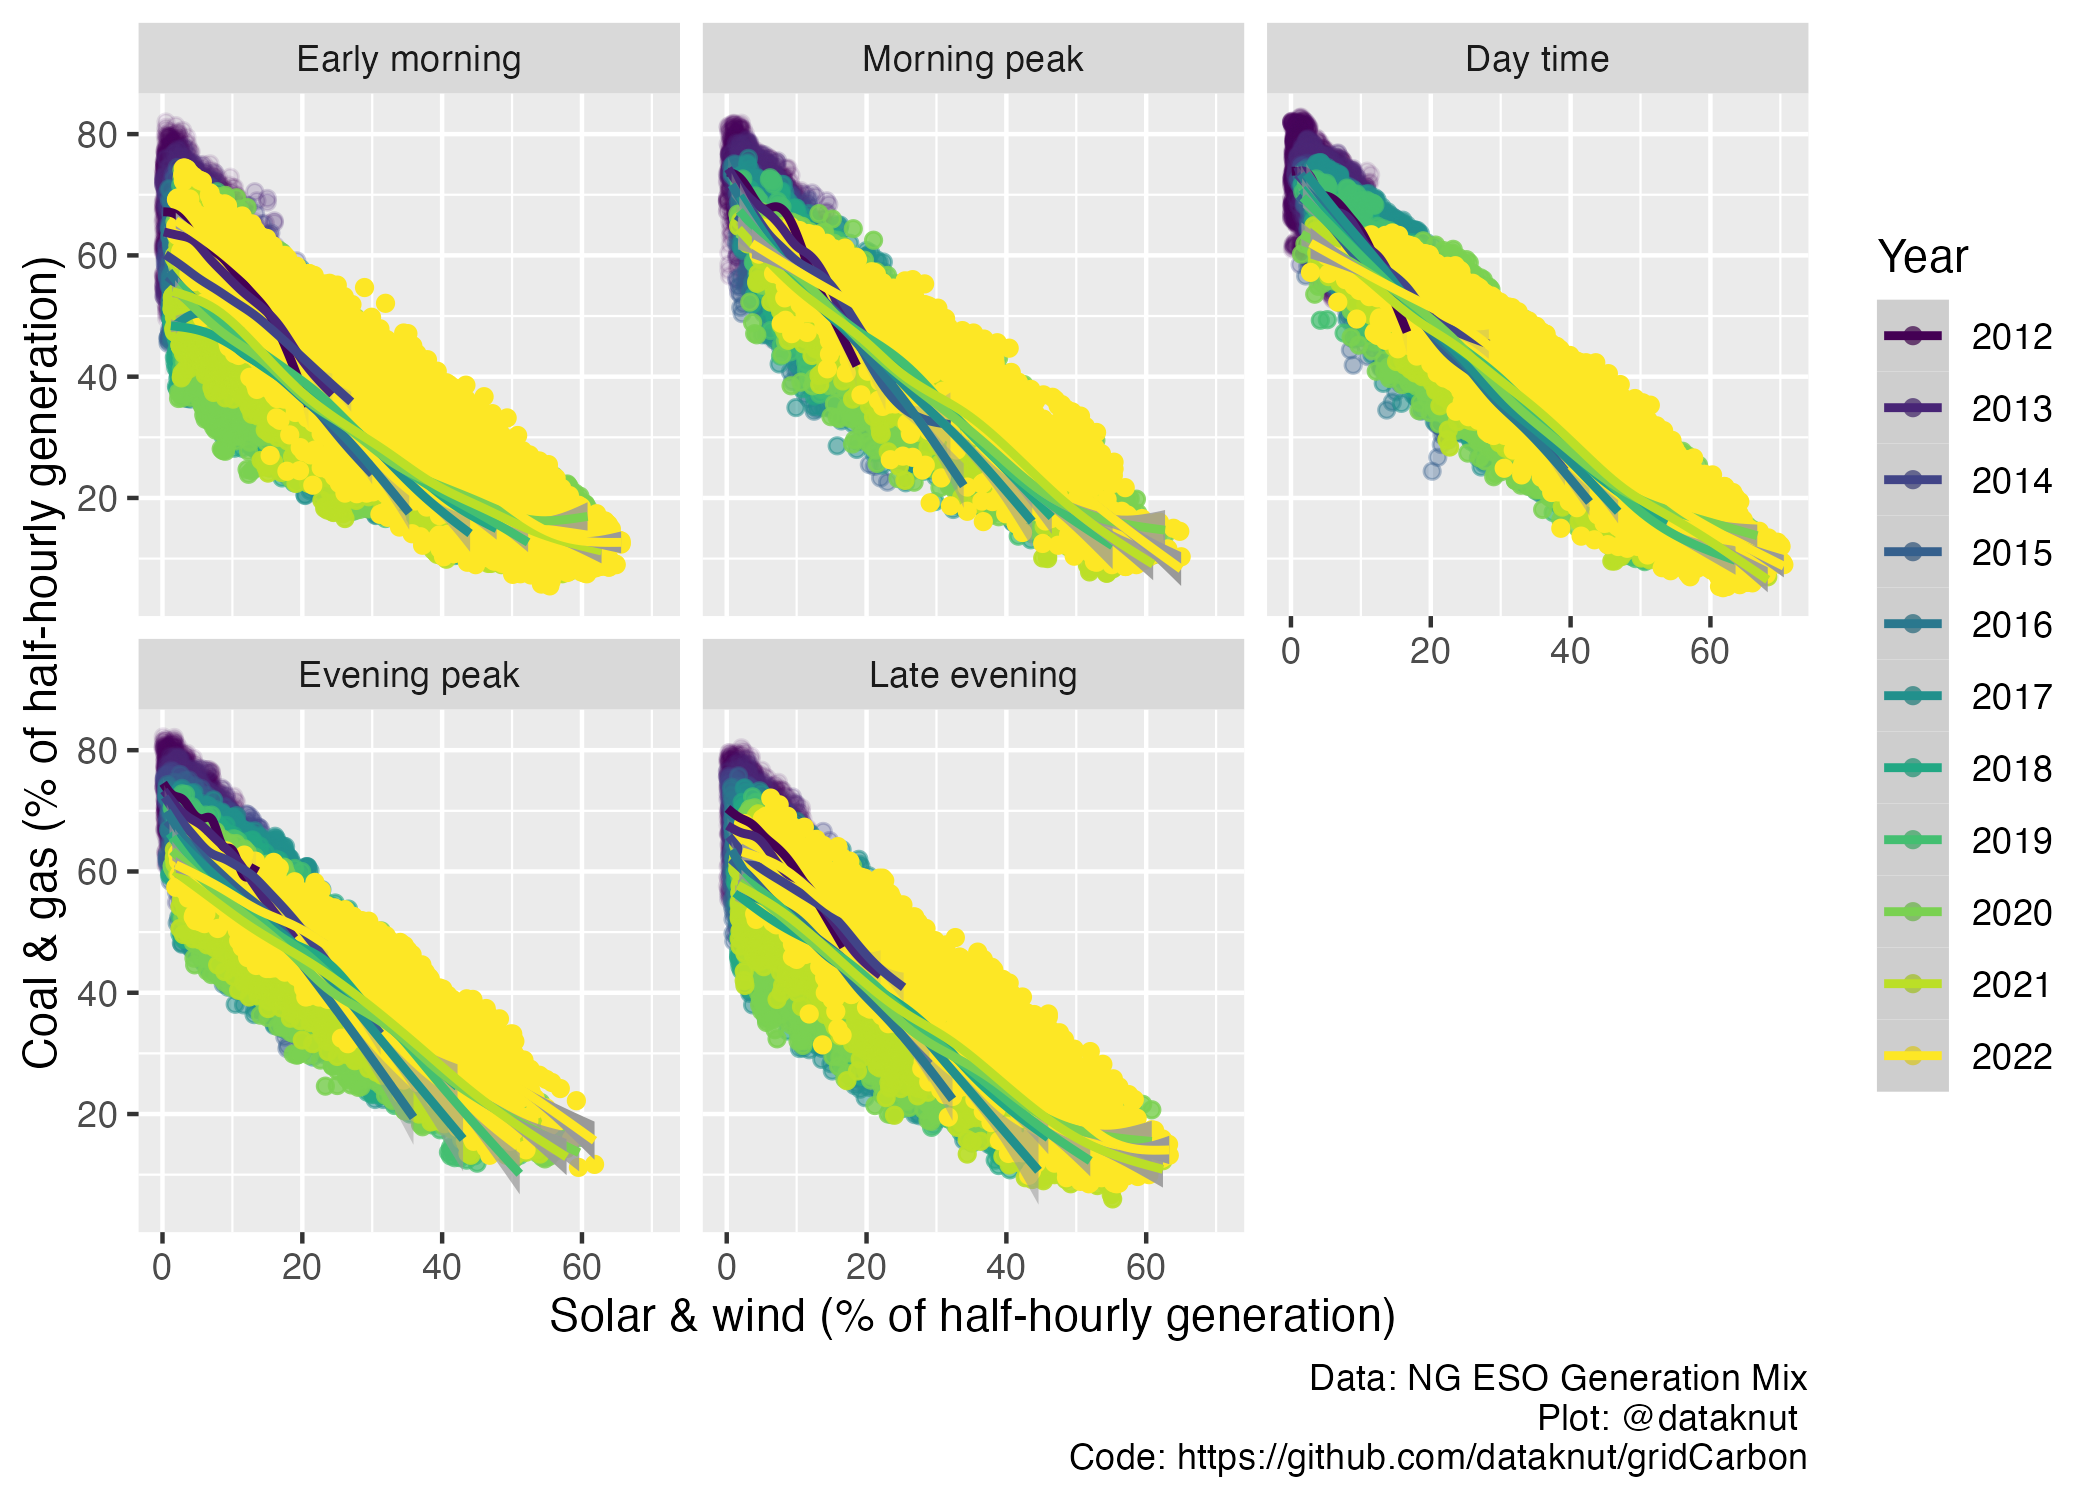 Early morning
Morning peak
Day time
80
60
40
20
0 20 40 60
Evening peak
Late evening
80
60
40
20
0 20 40 60
0 20 40 60
Coal & gas (% of half-hourly generation)
Solar & wind (% of half-hourly generation)
Year
2012
2013
2014
2015
2016
2017
2018
2019
2020
2021
2022
Data: NG ESO Generation Mix
Plot: @dataknut
Code: https://github.com/dataknut/gridCarbon